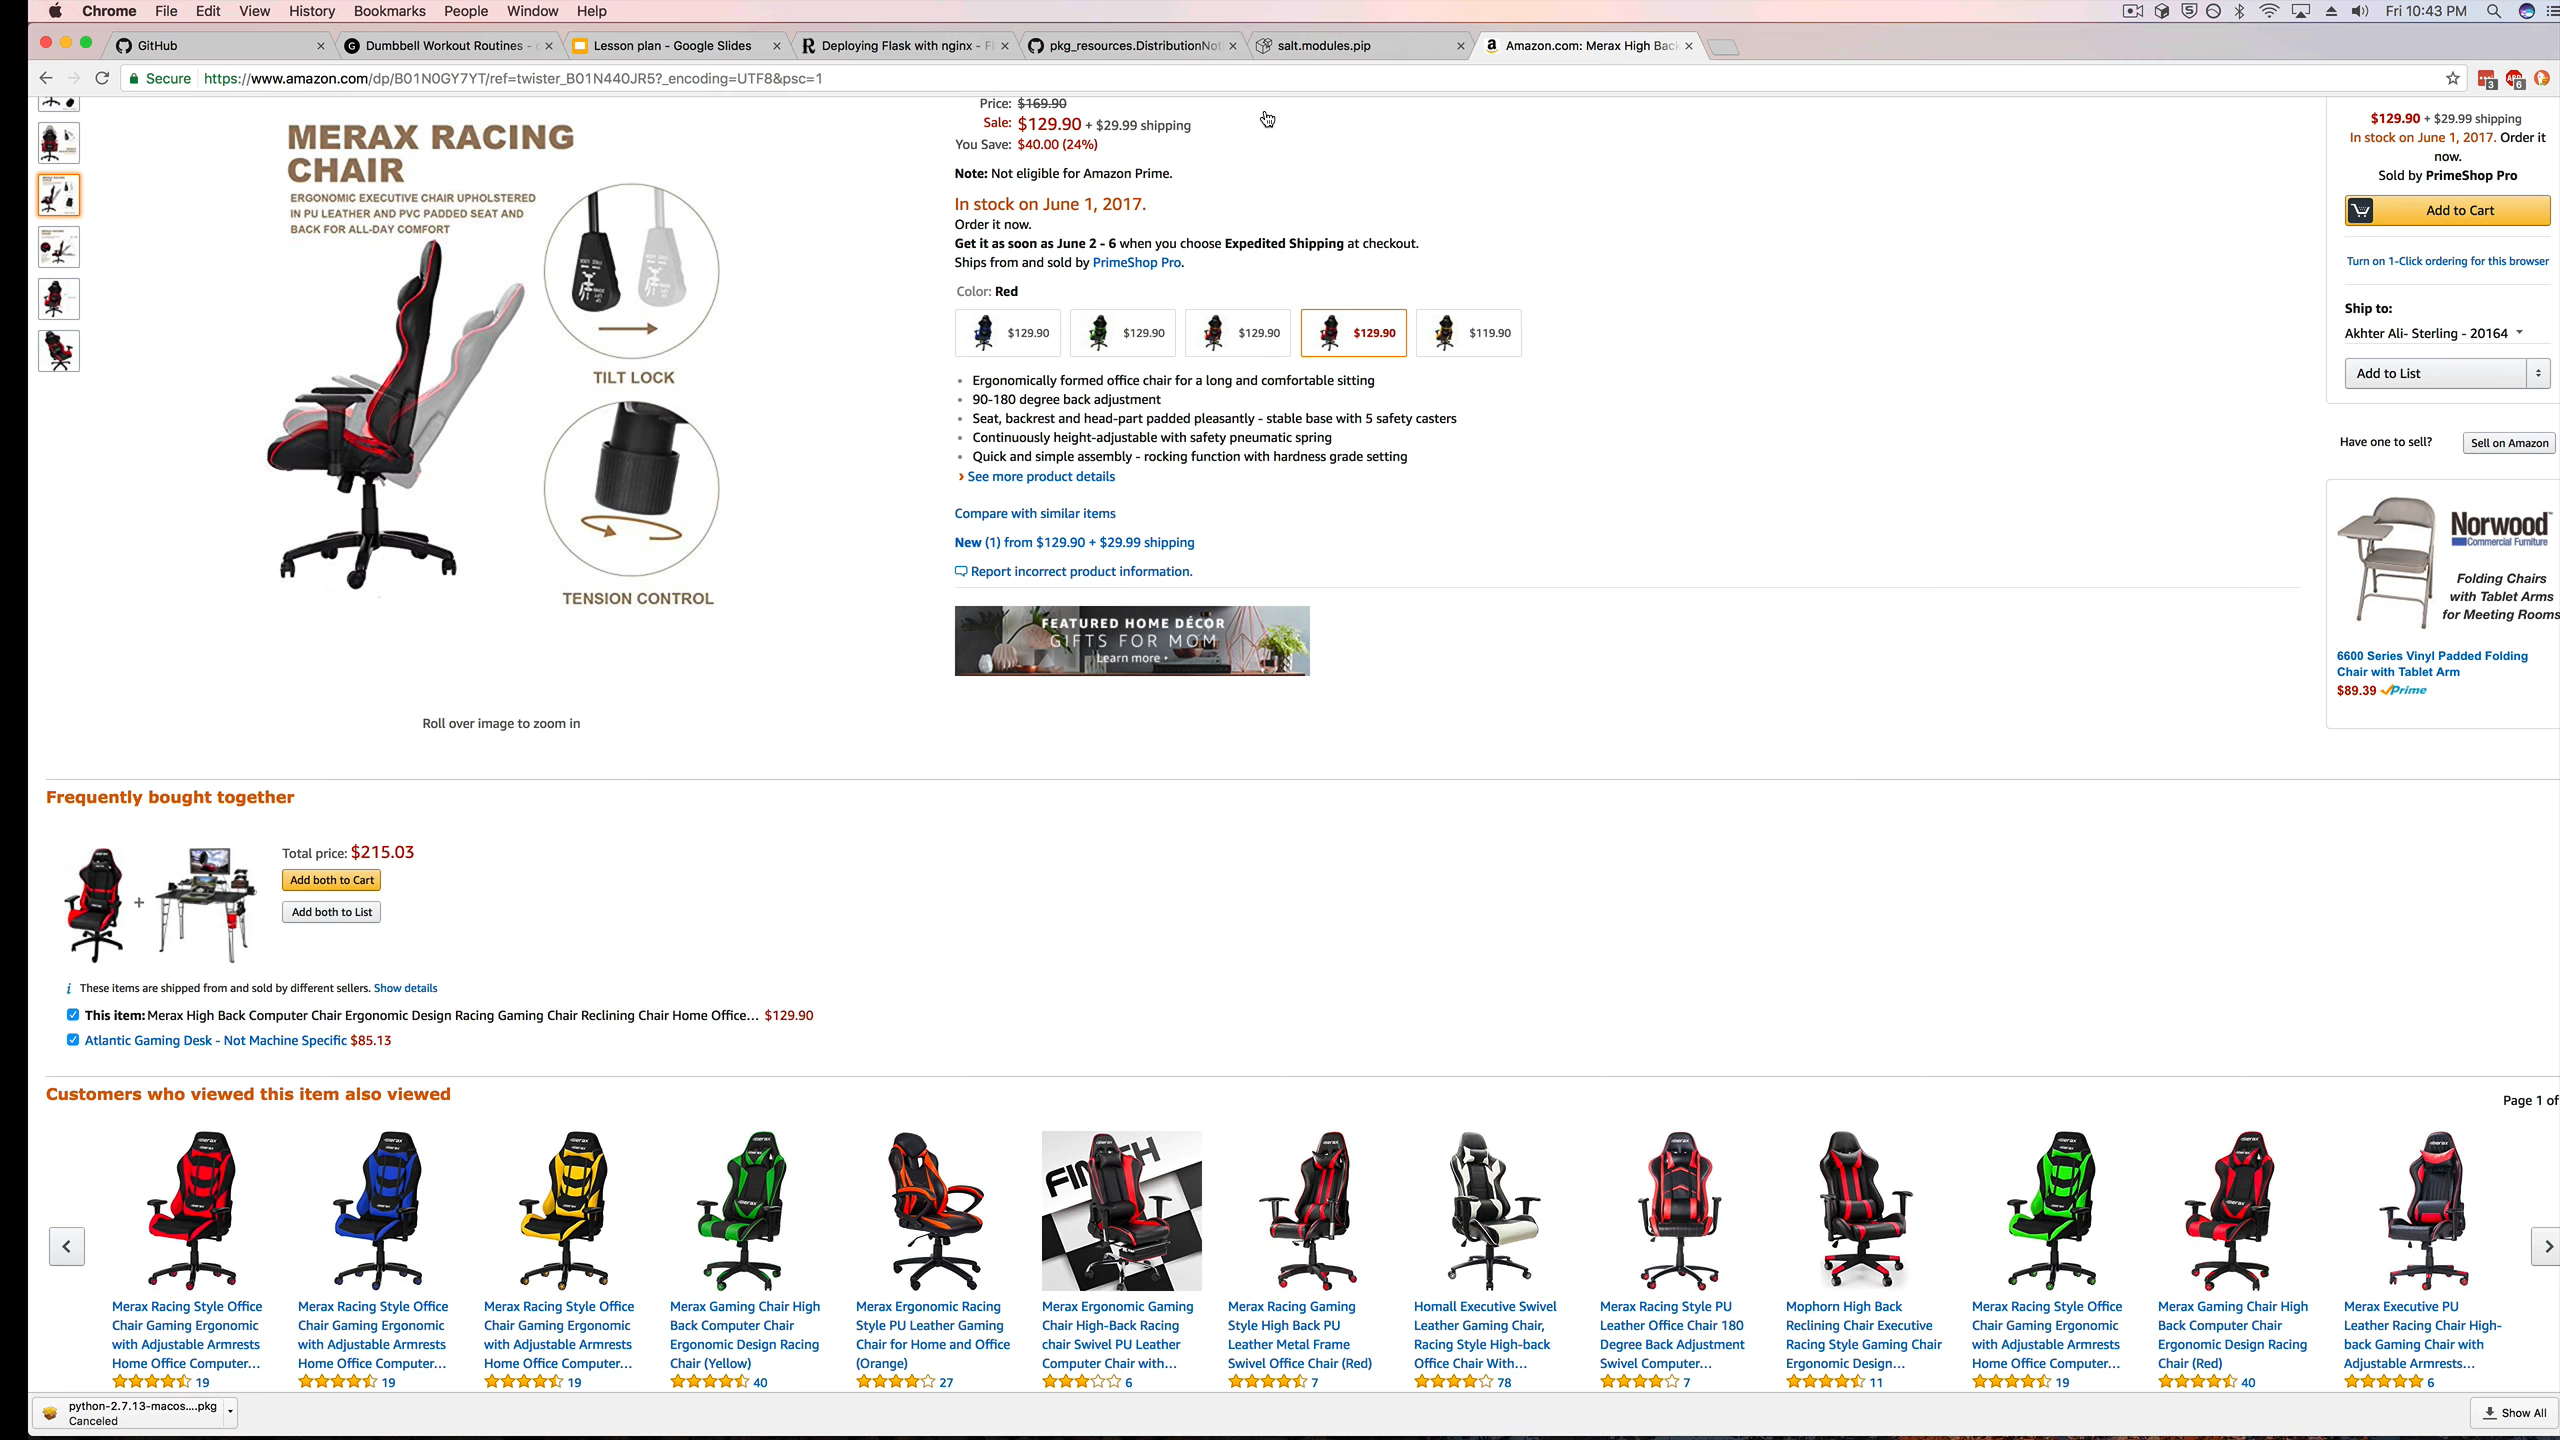 Chrome File Edit View History Bookmarks People Window Help
Fri 10:43 PM
GitHub
Dumbbell Workout Routines -
Lesson plan - Google Slides
Deploying Flask with nginx -
pkg_resources.DistributionNot
salt.modules.pip
Amazon.com: Merax High Back
Secure https://www.amazon.com/dp/B01N0GY7YT/ref=twister_B01N440JR5?_encoding=UTF8&psc=1
MERAX RACING
CHAIR
ERGONOMIC EXECUTIVE CHAIR UPHOLSTERED
IN PU LEATHER AND PVC PADDED SEAT AND
BACK FOR ALL-DAY COMFORT
TILT LOCK
TENSION CONTROL
Roll over image to zoom in
Price: $169.90
Sale: $129.90 + $29.99 shipping
You Save: $40.00 (24%)
Note: Not eligible for Amazon Prime.
In stock on June 1, 2017.
Order it now.
Get it as soon as June 2 - 6 when you choose Expedited Shipping at checkout.
Ships from and sold by PrimeShop Pro.
Color: Red
$129.90
$129.90
$129.90
$129.90
$119.90
Ergonomically formed office chair for a long and comfortable sitting
90-180 degree back adjustment
Seat, backrest and head-part padded pleasantly - stable base with 5 safety casters
Continuously height-adjustable with safety pneumatic spring
Quick and simple assembly - rocking function with hardness grade setting
› See more product details
Compare with similar items
New (1) from $129.90 + $29.99 shipping
Report incorrect product information.
FEATURED HOME DÉCOR
GIFTS FOR MOM
Learn more
$129.90 + $29.99 shipping
In stock on June 1, 2017. Order it
now.
Sold by PrimeShop Pro
Add to Cart
Turn on 1-Click ordering for this browser
Ship to:
Akhter Ali- Sterling - 20164
Add to List
Have one to sell?
Sell on Amazon
Norwood
Commercial Furniture
Folding Chairs
with Tablet Arms
for Meeting Rooms
6600 Series Vinyl Padded Folding
Chair with Tablet Arm
$89.39 Prime
Frequently bought together
+
Total price: $215.03
Add both to Cart
Add both to List
i These items are shipped from and sold by different sellers. Show details
This item: Merax High Back Computer Chair Ergonomic Design Racing Gaming Chair Reclining Chair Home Office... $129.90
Atlantic Gaming Desk - Not Machine Specific $85.13
Customers who viewed this item also viewed
Page 1 of
Merax Racing Style Office
Chair Gaming Ergonomic
with Adjustable Armrests
Home Office Computer...
19
Merax Racing Style Office
Chair Gaming Ergonomic
with Adjustable Armrests
Home Office Computer...
19
Merax Racing Style Office
Chair Gaming Ergonomic
with Adjustable Armrests
Home Office Computer...
19
Merax Gaming Chair High
Back Computer Chair
Ergonomic Design Racing
Chair (Yellow)
40
Merax Ergonomic Racing
Style PU Leather Gaming
Chair for Home and Office
(Orange)
27
Merax Ergonomic Gaming
Chair High-Back Racing
chair Swivel PU Leather
Computer Chair with...
6
Merax Racing Gaming
Style High Back PU
Leather Metal Frame
Swivel Office Chair (Red)
7
Homall Executive Swivel
Leather Gaming Chair,
Racing Style High-back
Office Chair With...
78
Merax Racing Style PU
Leather Office Chair 180
Degree Back Adjustment
Swivel Computer...
7
Mophorn High Back
Reclining Chair Executive
Racing Style Gaming Chair
Ergonomic Design...
11
Merax Racing Style Office
Chair Gaming Ergonomic
with Adjustable Armrests
Home Office Computer...
19
Merax Gaming Chair High
Back Computer Chair
Ergonomic Design Racing
Chair (Red)
40
Merax Executive PU
Leather Racing Chair High-
back Gaming Chair with
Adjustable Armrests...
6
python-2.7.13-macos....pkg
Canceled
Show All